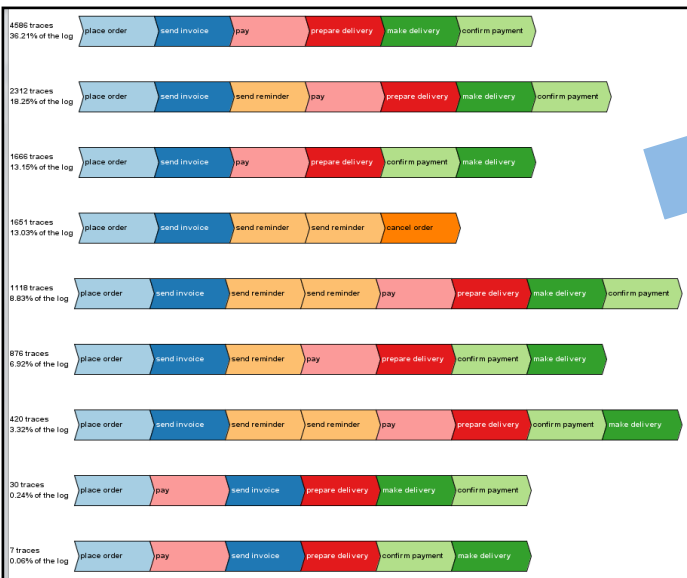 4586 traces
36.21% of the log
place order send invoice pay prepare delivery make delivery confirm payment
2312 traces
18.25% of the log
place order send invoice send reminder pay prepare delivery make delivery confirm payment
1666 traces
13.15% of the log
place order send invoice pay prepare delivery confirm payment make delivery
1651 traces
13.03% of the log
place order send invoice send reminder send reminder cancel order
1118 traces
8.83% of the log
place order send invoice send reminder send reminder pay prepare delivery make delivery confirm payment
876 traces
6.92% of the log
place order send invoice send reminder pay prepare delivery confirm payment make delivery
420 traces
3.32% of the log
place order send invoice send reminder send reminder pay prepare delivery confirm payment make delivery
30 traces
0.24% of the log
place order pay send invoice prepare delivery make delivery confirm payment
7 traces
0.06% of the log
place order pay send invoice prepare delivery confirm payment make delivery